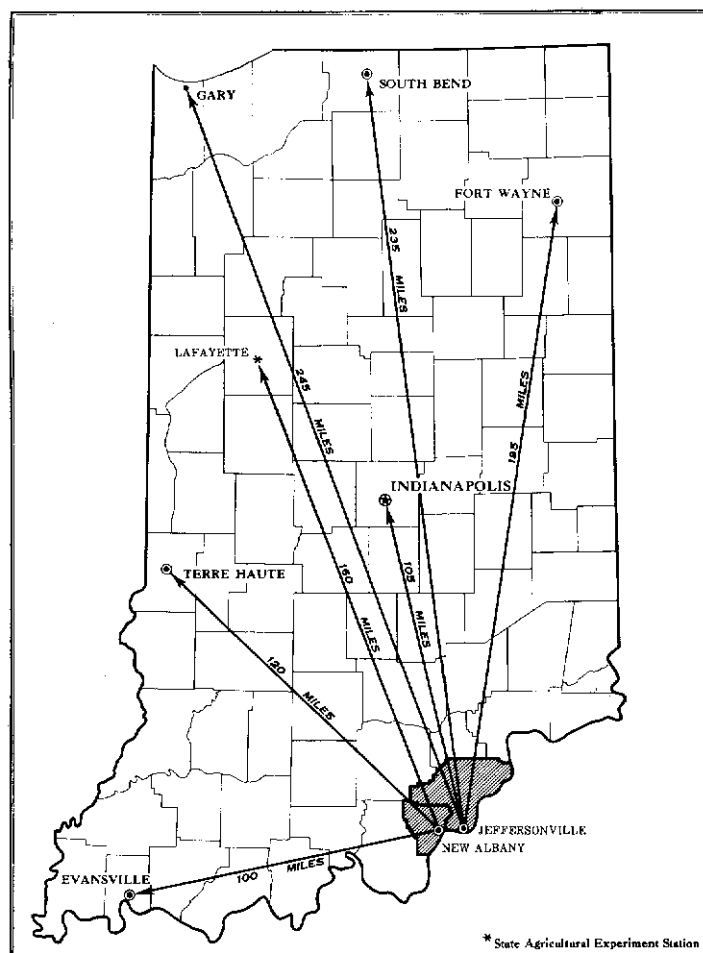 GARY
SOUTH BEND
FORT WAYNE
235
MILES
LAFAYETTE *
245
MILES
MILES
195
INDIANAPOLIS
TERRE HAUTE
160
MILES
105
MILES
120
MILES
JEFFERSONVILLE
NEW ALBANY
EVANSVILLE
100 MILES
* State Agricultural Experiment Station